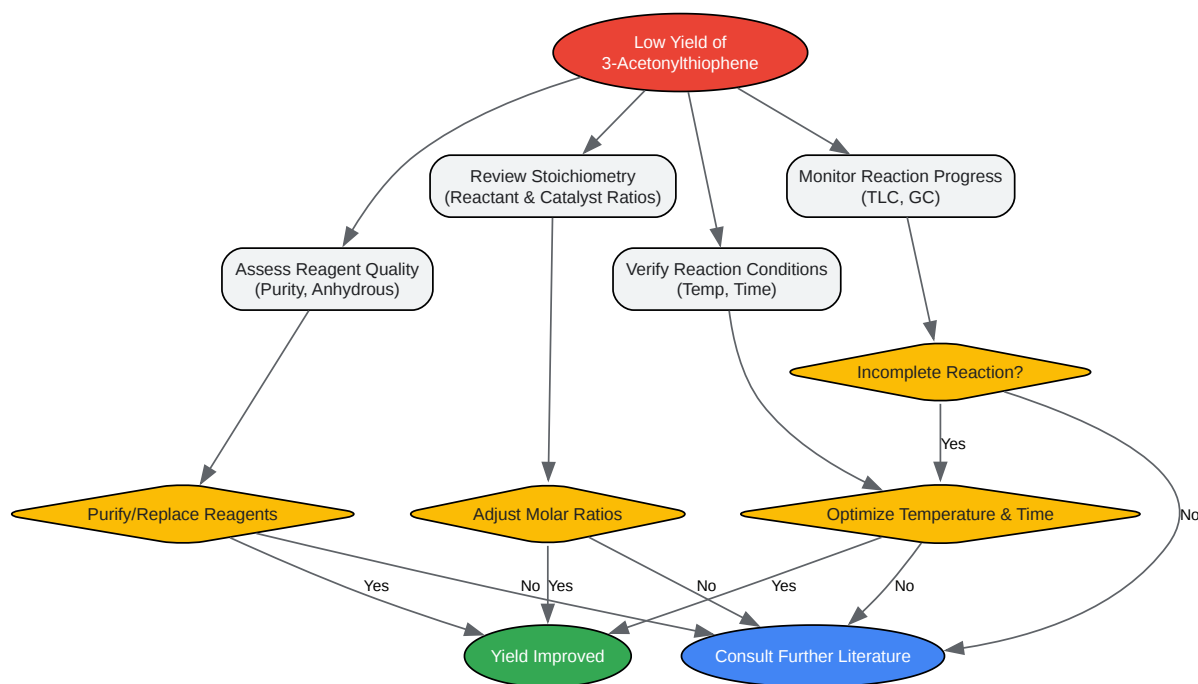 Low Yield of
3-Acetonylthiophene
Review Stoichiometry
(Reactant & Catalyst Ratios)
Monitor Reaction Progress
(TLC, GC)
Assess Reagent Quality
(Purity, Anhydrous)
Verify Reaction Conditions
(Temp, Time)
Incomplete Reaction?
Yes
No
Purify/Replace Reagents
Adjust Molar Ratios
Optimize Temperature & Time
Yes
No
Yes
No
Yes
No
Yield Improved
Consult Further Literature